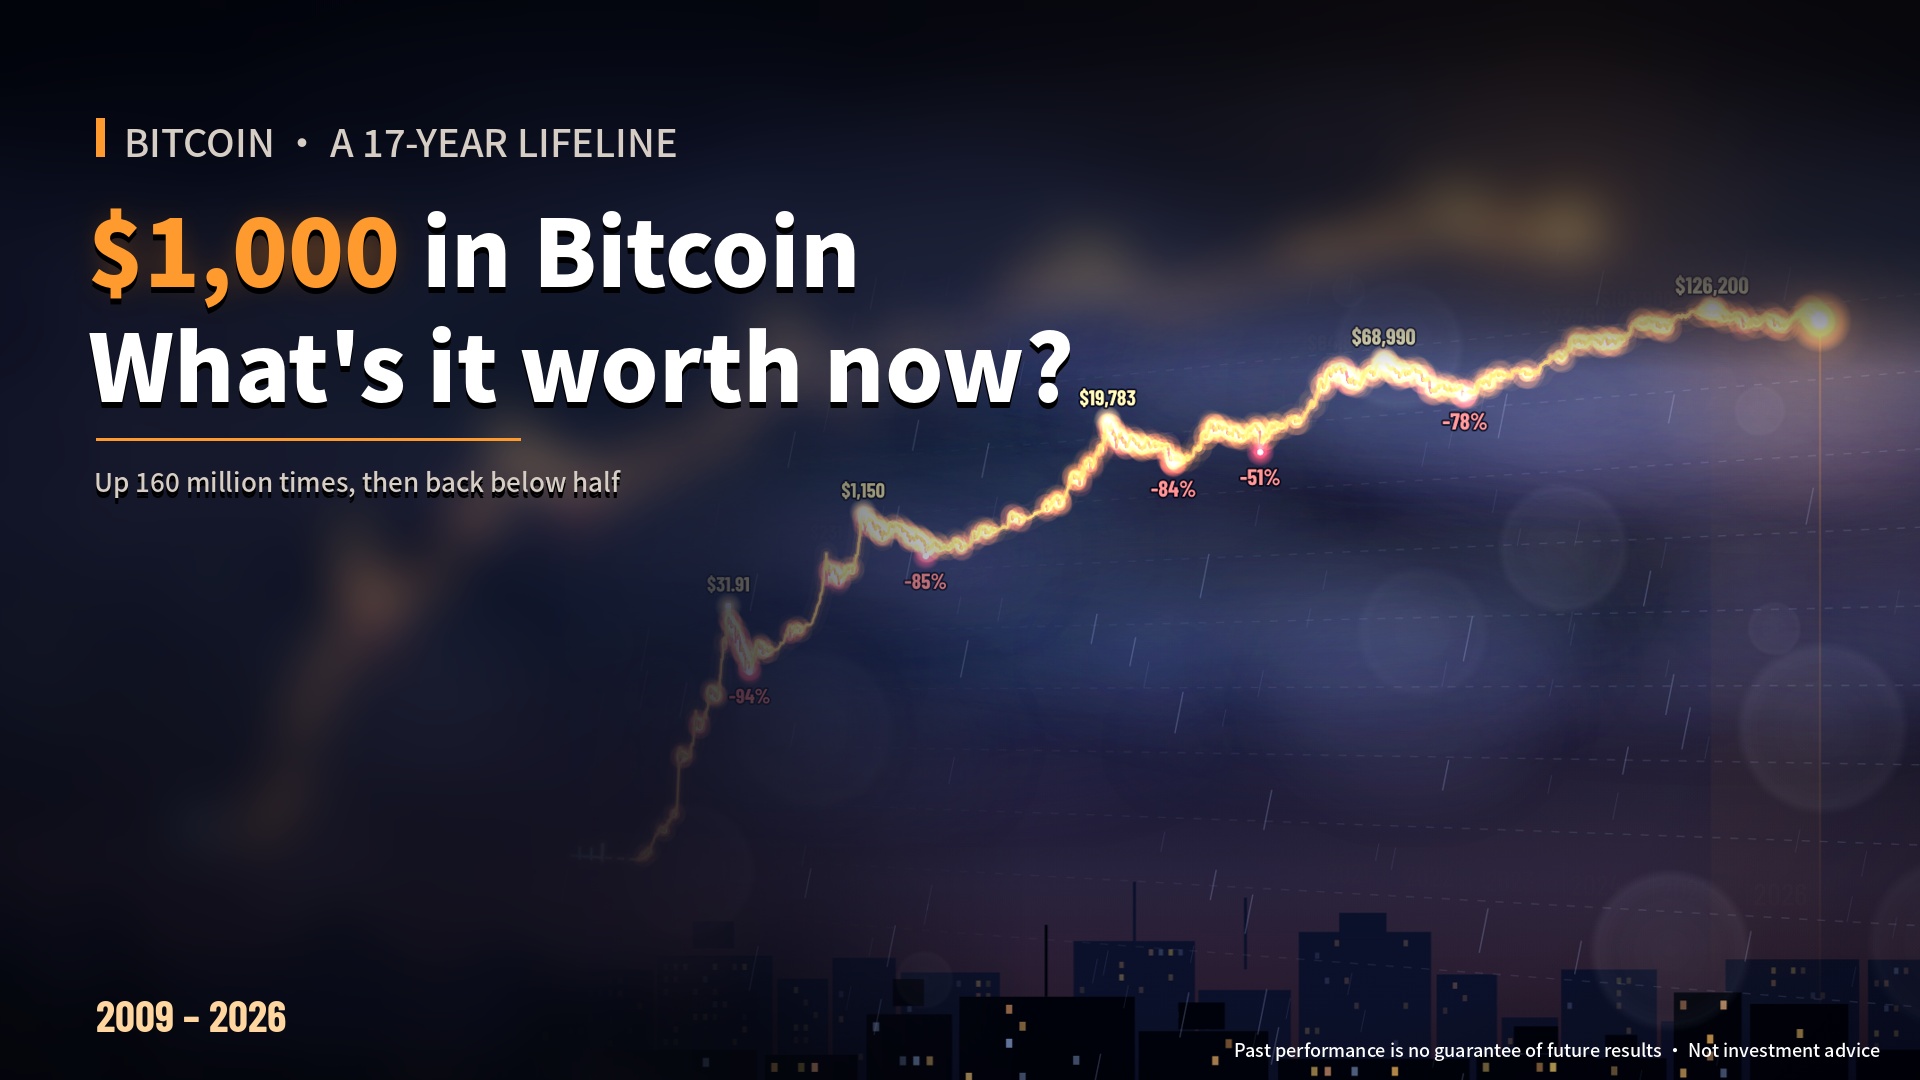 BITCOIN • A 17-YEAR LIFELINE
$1,000 in Bitcoin
What's it worth now?
Up 160 million times, then back below half
$126,200
$68,990
$19,783
-78%
-51%
-84%
$1,150
-85%
$31.91
-94%
2026
2009 – 2026
Past performance is no guarantee of future results • Not investment advice